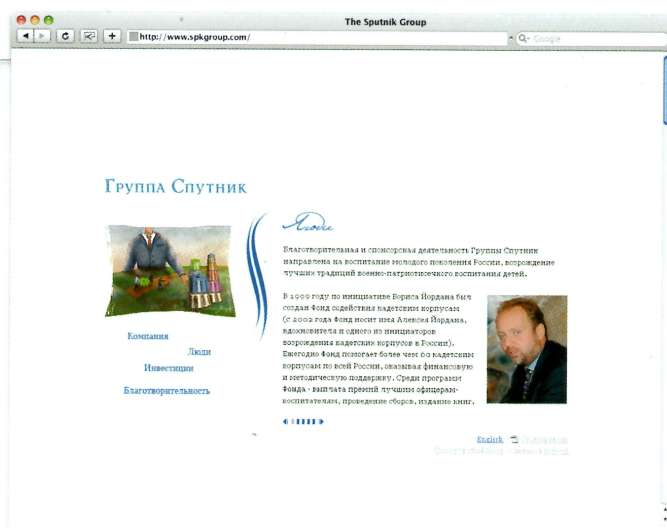 The Sputnik Group
http://www.spkgroup.com/
Google
Группа Спутник
Люди
Благотворительная и спонсорская деятельность Группы Спутник
направлена на воспитание молодого поколения России, возрождение
лучших традиций военно-патриотисечкого воспитания детей.
В 1999 году по инициативе Бориса Йордана был
создан Фонд содействия кадетским корпусам
(с 2002 года Фонд носит имя Алексея Йордана,
вдохновителя и одного из инициаторов
возрождения кадетских корпусов в России).
Ежегодно Фонд помогает более чем 60 кадетским
корпусам по всей России, оказывая финансовую
и методическую поддержку. Среди программ
Фонда - выплата премий лучшим офицерам-
воспитателям, проведение сборов, издание книг.
Компания
Люди
Инвестиции
Благотворительность
English